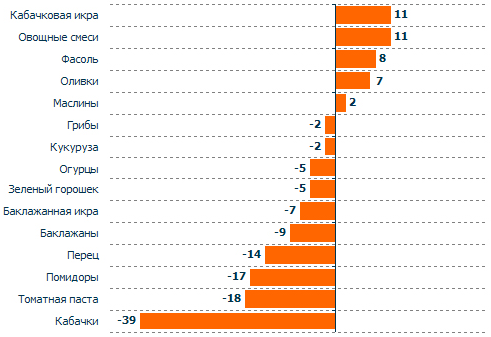 Кабачковая икра 11
Овощные смеси 11
Фасоль 8
Оливки 7
Маслины 2
Грибы -2
Кукуруза -2
Огурцы -5
Зеленый горошек -5
Баклажанная икра -7
Баклажаны -9
Перец -14
Помидоры -17
Томатная паста -18
Кабачки -39